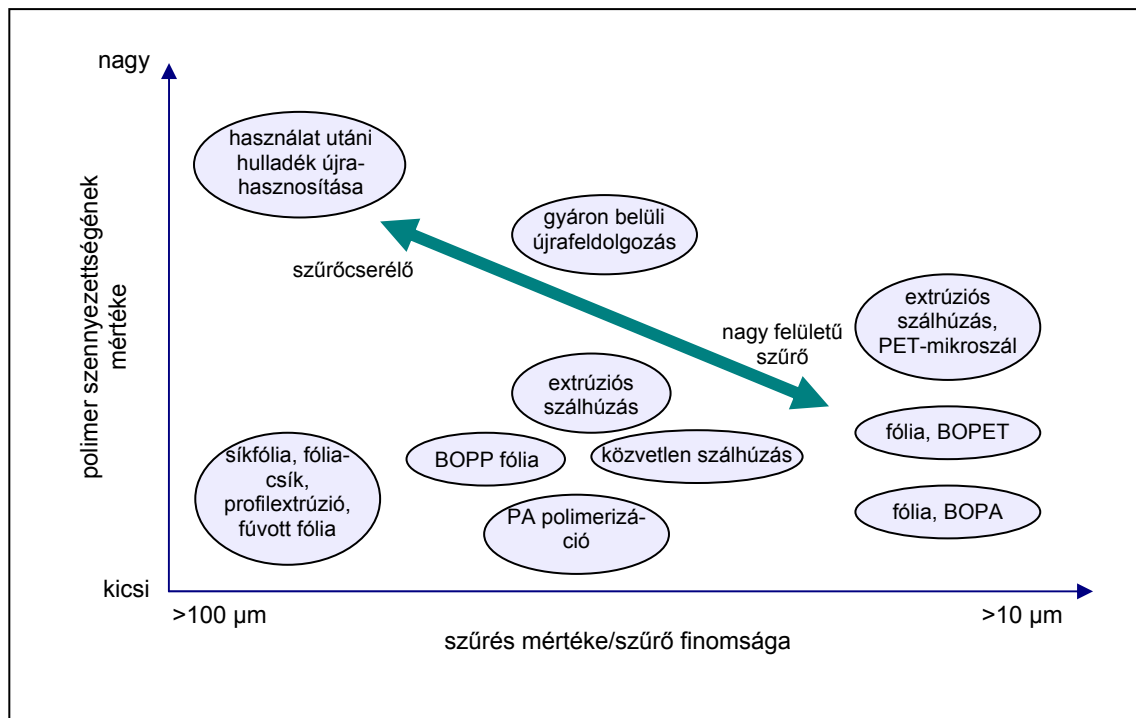 nagy
használat utáni
hulladék újra-
hasznosítása
gyáron belüli
újrafeldolgozás
szűrőcserélő
polimer szennyezettségének
mértéke
extrúziós
szálhúzás,
PET-mikroszál
nagy felületű
szűrő
extrúziós
szálhúzás
fólia, BOPET
síkfólia, fólia-
csík,
profilextrúzió,
fúvott fólia
BOPP fólia
közvetlen szálhúzás
PA polimerizá-
ció
fólia, BOPA
kicsi
>100 μm
>10 μm
szűrés mértéke/szűrő finomsága